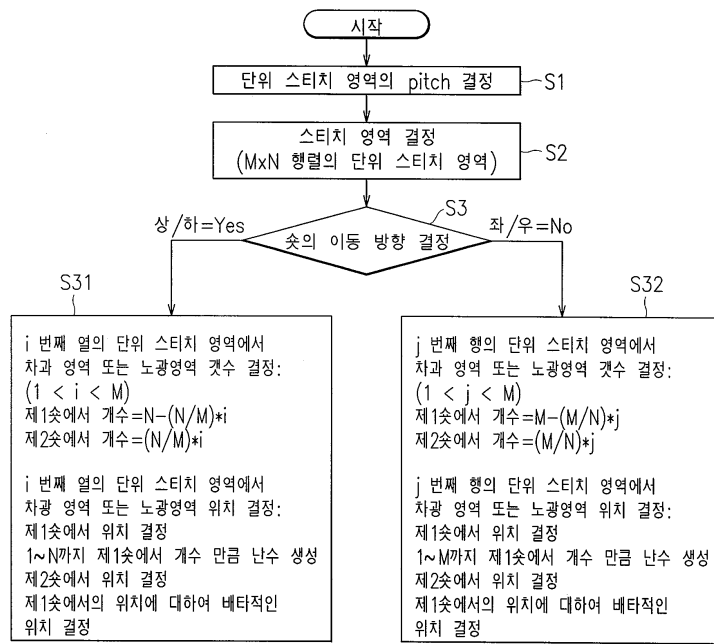 시작
단위 스티치 영역의 pitch 결정
S1
스티치 영역 결정
(MxN 행렬의 단위 스티치 영역)
S2
S3
상/하=Yes
숏의 이동 방향 결정
좌/우=No
S31
i 번째 열의 단위 스티치 영역에서
차과 영역 또는 노광영역 갯수 결정:
(1 < i < M)
제1숏에서 개수=N-(N/M)*i
제2숏에서 개수=(N/M)*i
i 번째 열의 단위 스티치 영역에서
차광 영역 또는 노광영역 위치 결정:
제1숏에서 위치 결정
1~N까지 제1숏에서 개수 만큼 난수 생성
제2숏에서 위치 결정
제1숏에서의 위치에 대하여 배타적인
위치 결정
S32
j 번째 행의 단위 스티치 영역에서
차과 영역 또는 노광영역 갯수 결정:
(1 < j < M)
제1숏에서 개수=M-(M/N)*j
제2숏에서 개수=(M/N)*j
j 번째 행의 단위 스티치 영역에서
차광 영역 또는 노광영역 위치 결정:
제1숏에서 위치 결정
1~M까지 제1숏에서 개수 만큼 난수 생성
제2숏에서 위치 결정
제1숏에서의 위치에 대하여 배타적인
위치 결정